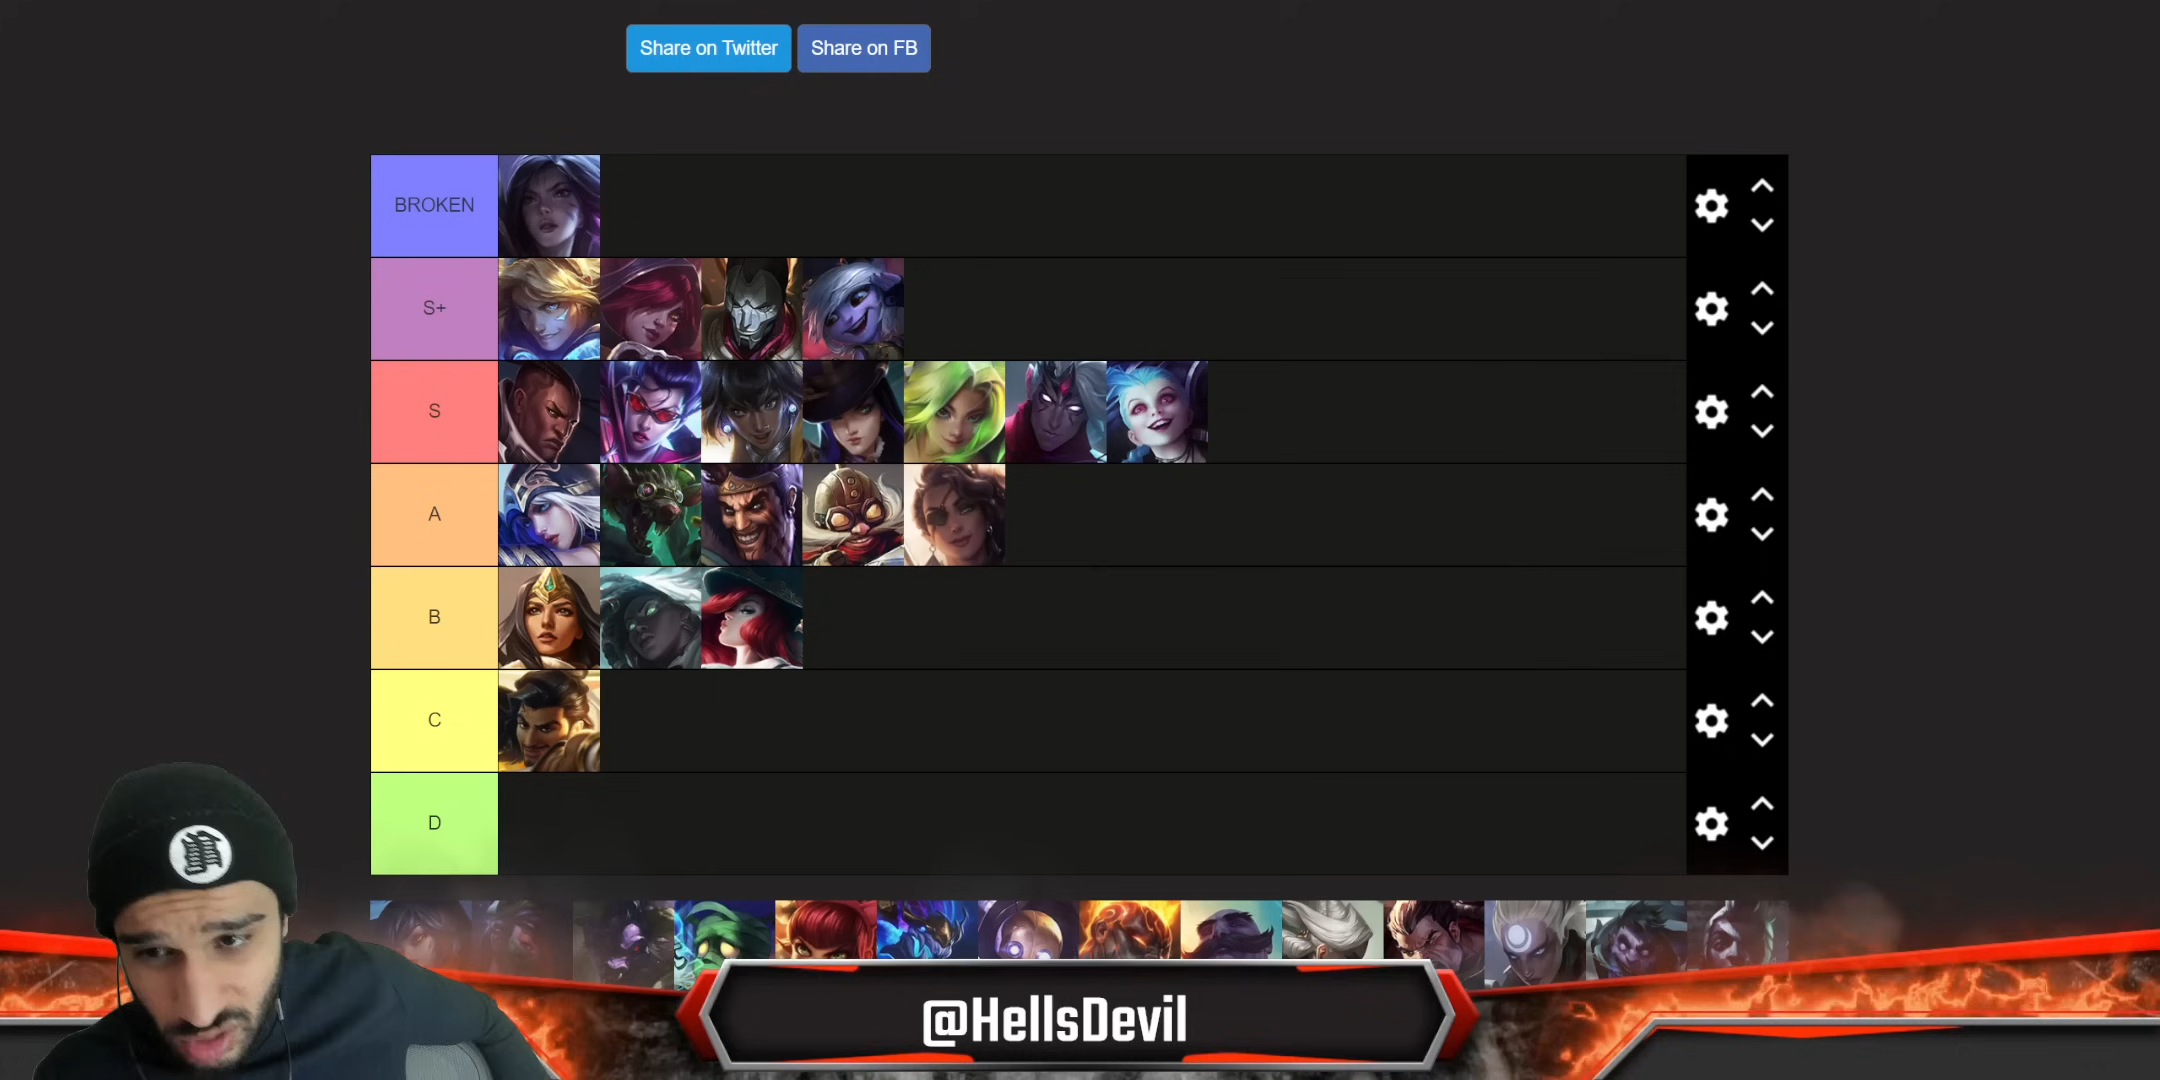 Share on Twitter Share on FB
BROKEN
S+
S
A
B
C
D
@HellsDevil